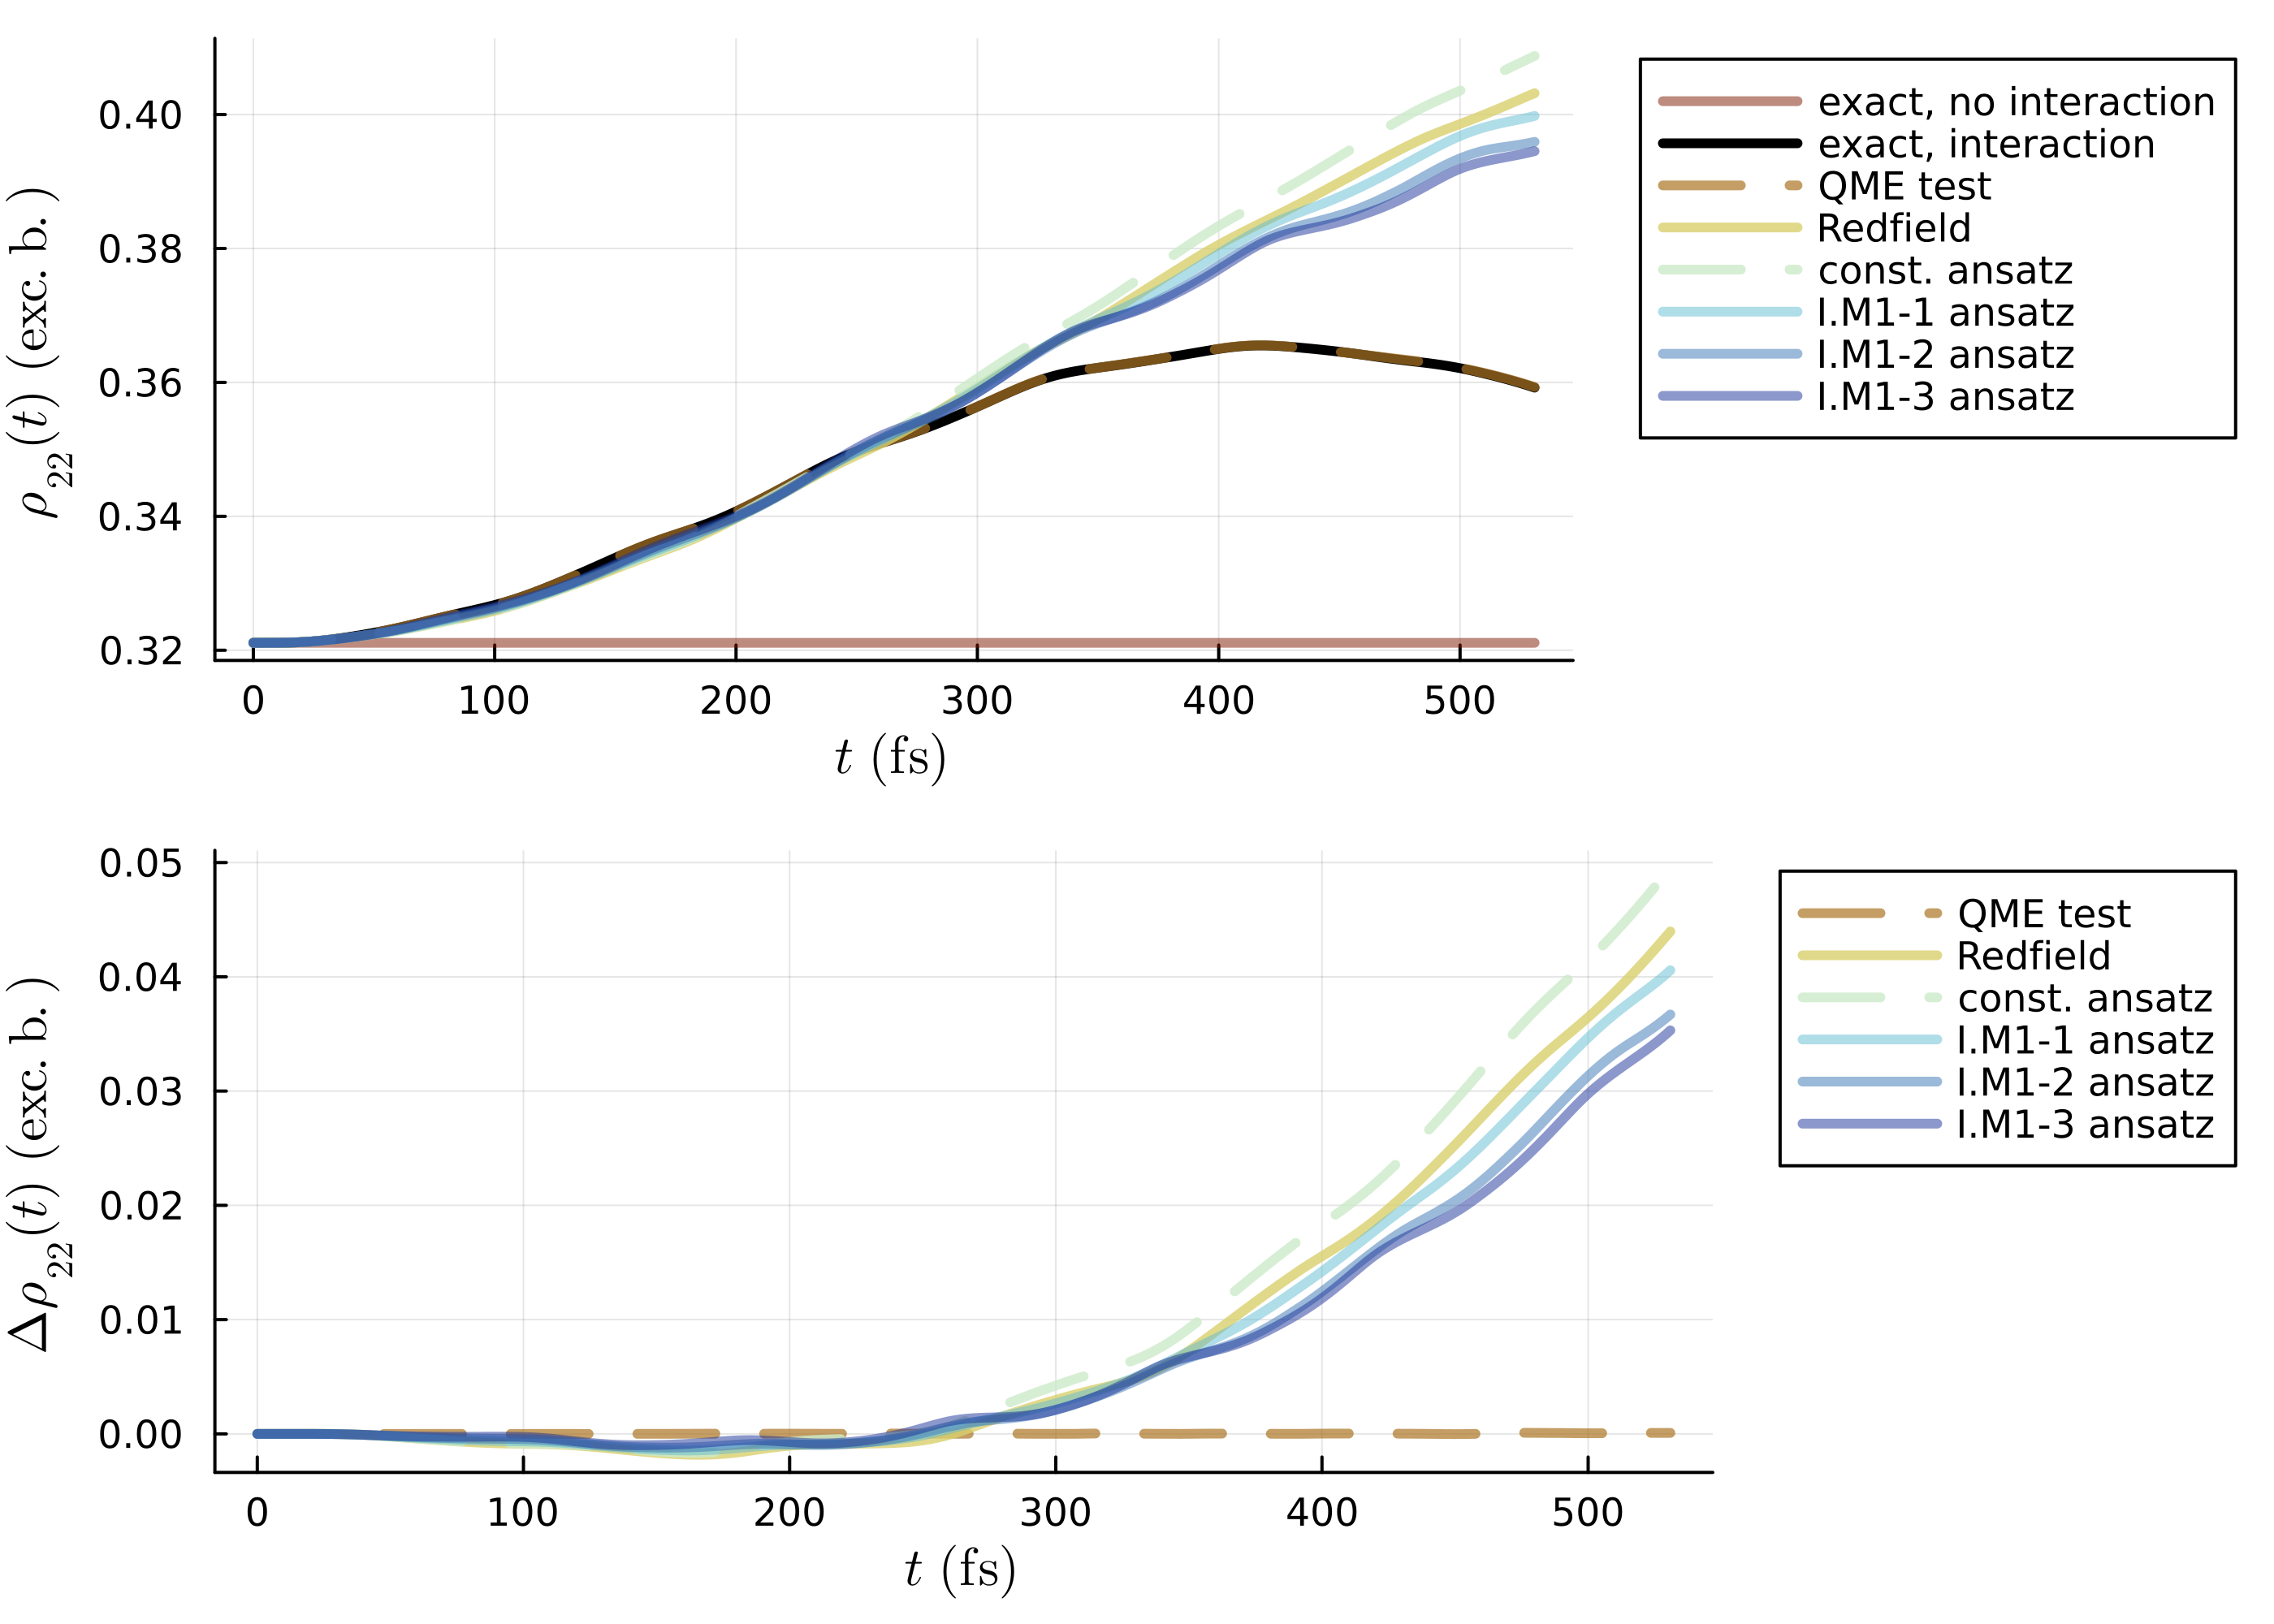 0.40
0.38
0.36
0.34
0.32
ρ22(t) (exc. b. )
0 100 200 300 400 500
t (fs)
exact, no interaction
exact, interaction
QME test
Redfield
const. ansatz
I.M1-1 ansatz
I.M1-2 ansatz
I.M1-3 ansatz
0.05
0.04
0.03
0.02
0.01
0.00
Δρ22(t) (exc. b. )
0 100 200 300 400 500
t (fs)
QME test
Redfield
const. ansatz
I.M1-1 ansatz
I.M1-2 ansatz
I.M1-3 ansatz